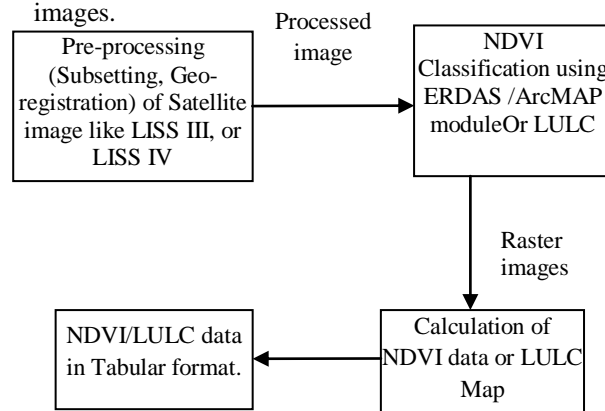 images.
Pre-processing
(Subsetting, Geo-
registration) of Satellite
image like LISS III, or
LISS IV
Processed
image
NDVI
Classification using
ERDAS /ArcMAP
moduleOr LULC
Raster
images
Calculation of
NDVI data or LULC
Map
NDVI/LULC data
in Tabular format.